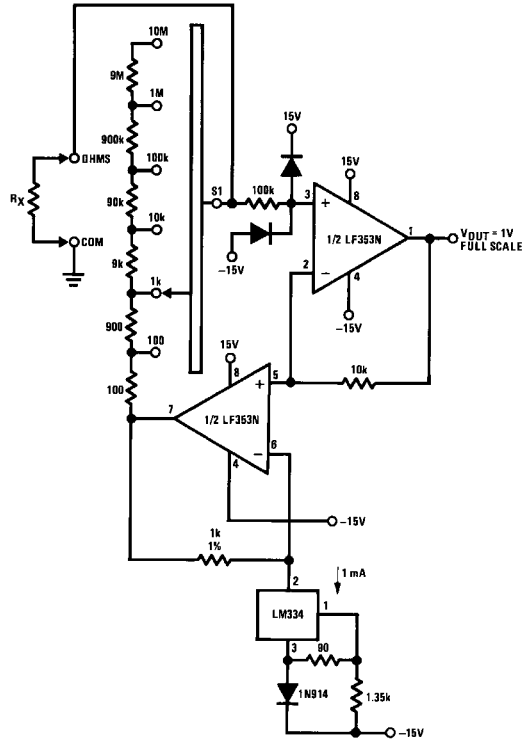 10M
9M
1M
900k
100k
OHMS
90k
RX
10k
COM
9k
1k
900
100
100
S1
100k
15V
-15V
3
+
15V
8
1/2 LF353N
1
VOUT = 1V
FULL SCALE
2
−
4
-15V
10k
15V
8
5
+
7
1/2 LF353N
6
−
4
-15V
1k
1%
2
1 mA
1
LM334
3
90
1N914
1.35k
-15V